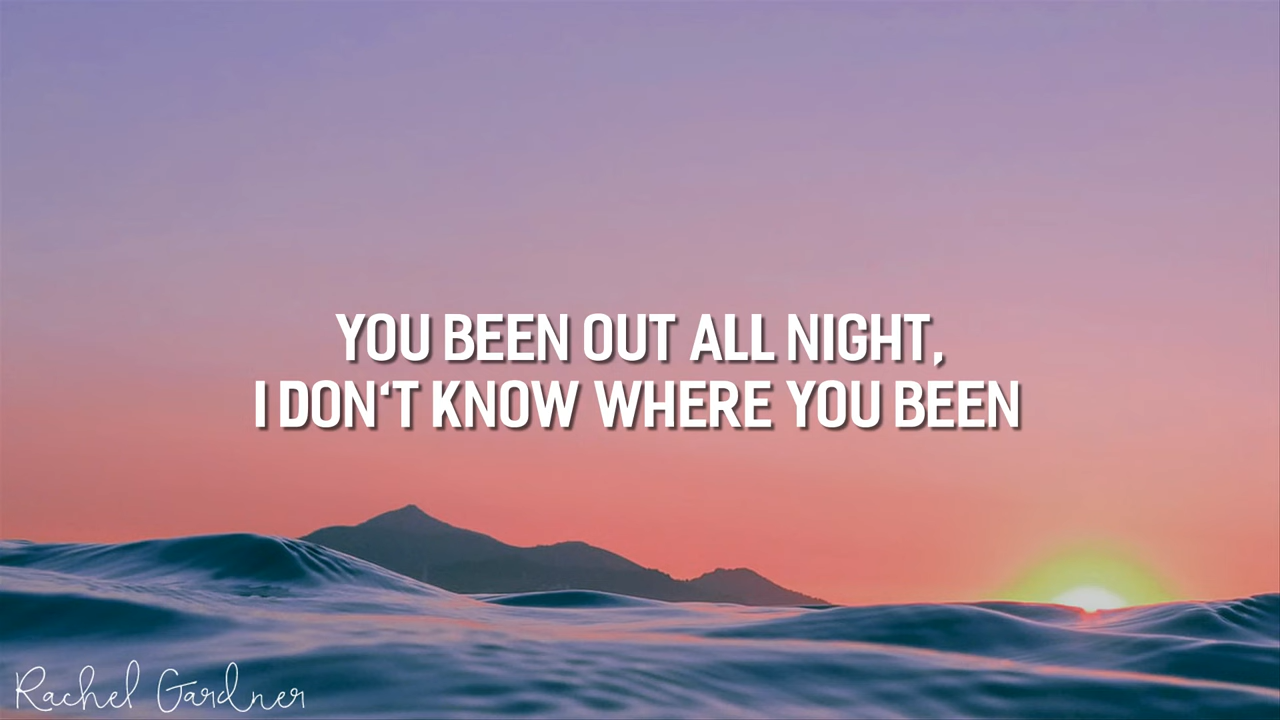 YOU BEEN OUT ALL NIGHT,
I DON'T KNOW WHERE YOU BEEN
Rachel Gardner